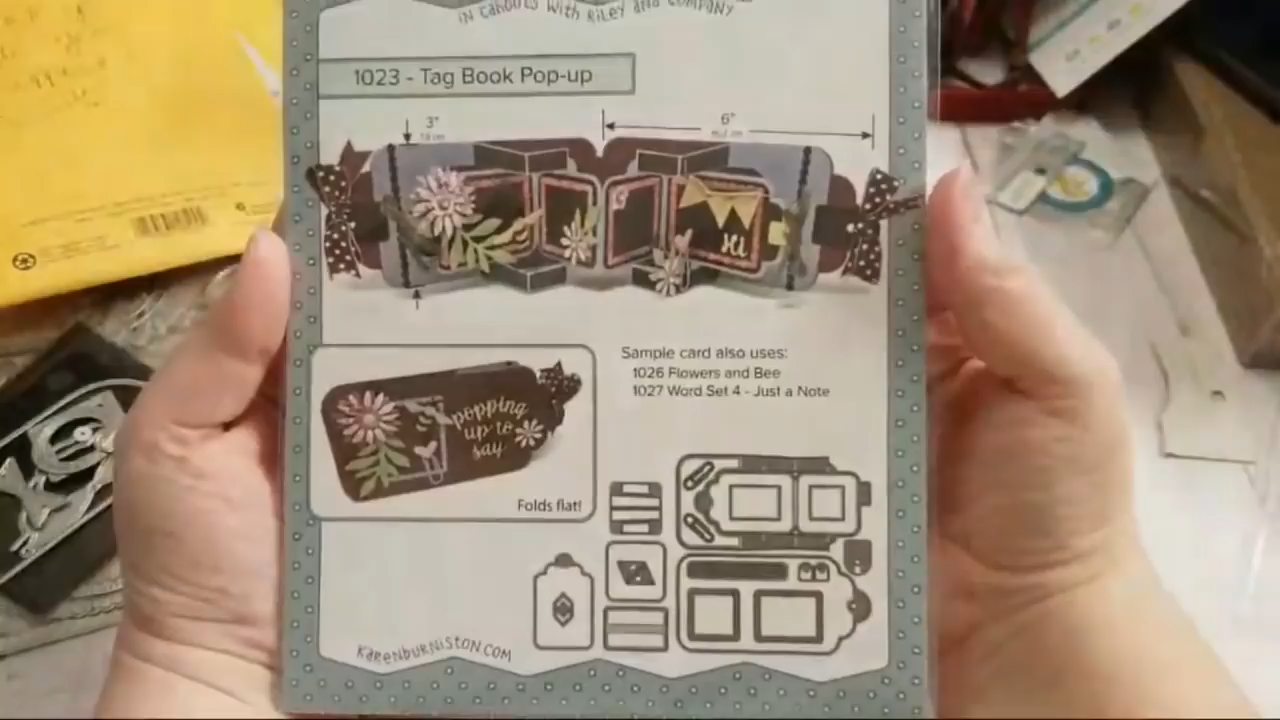 IN CAHOOTS WITH RILEY AND COMPANY
1023 - Tag Book Pop-up
3"
6"
HI
popping
up to
say
Folds flat!
Sample card also uses:
1026 Flowers and Bee
1027 Word Set 4 - Just a Note
KARENBURNISTON.COM